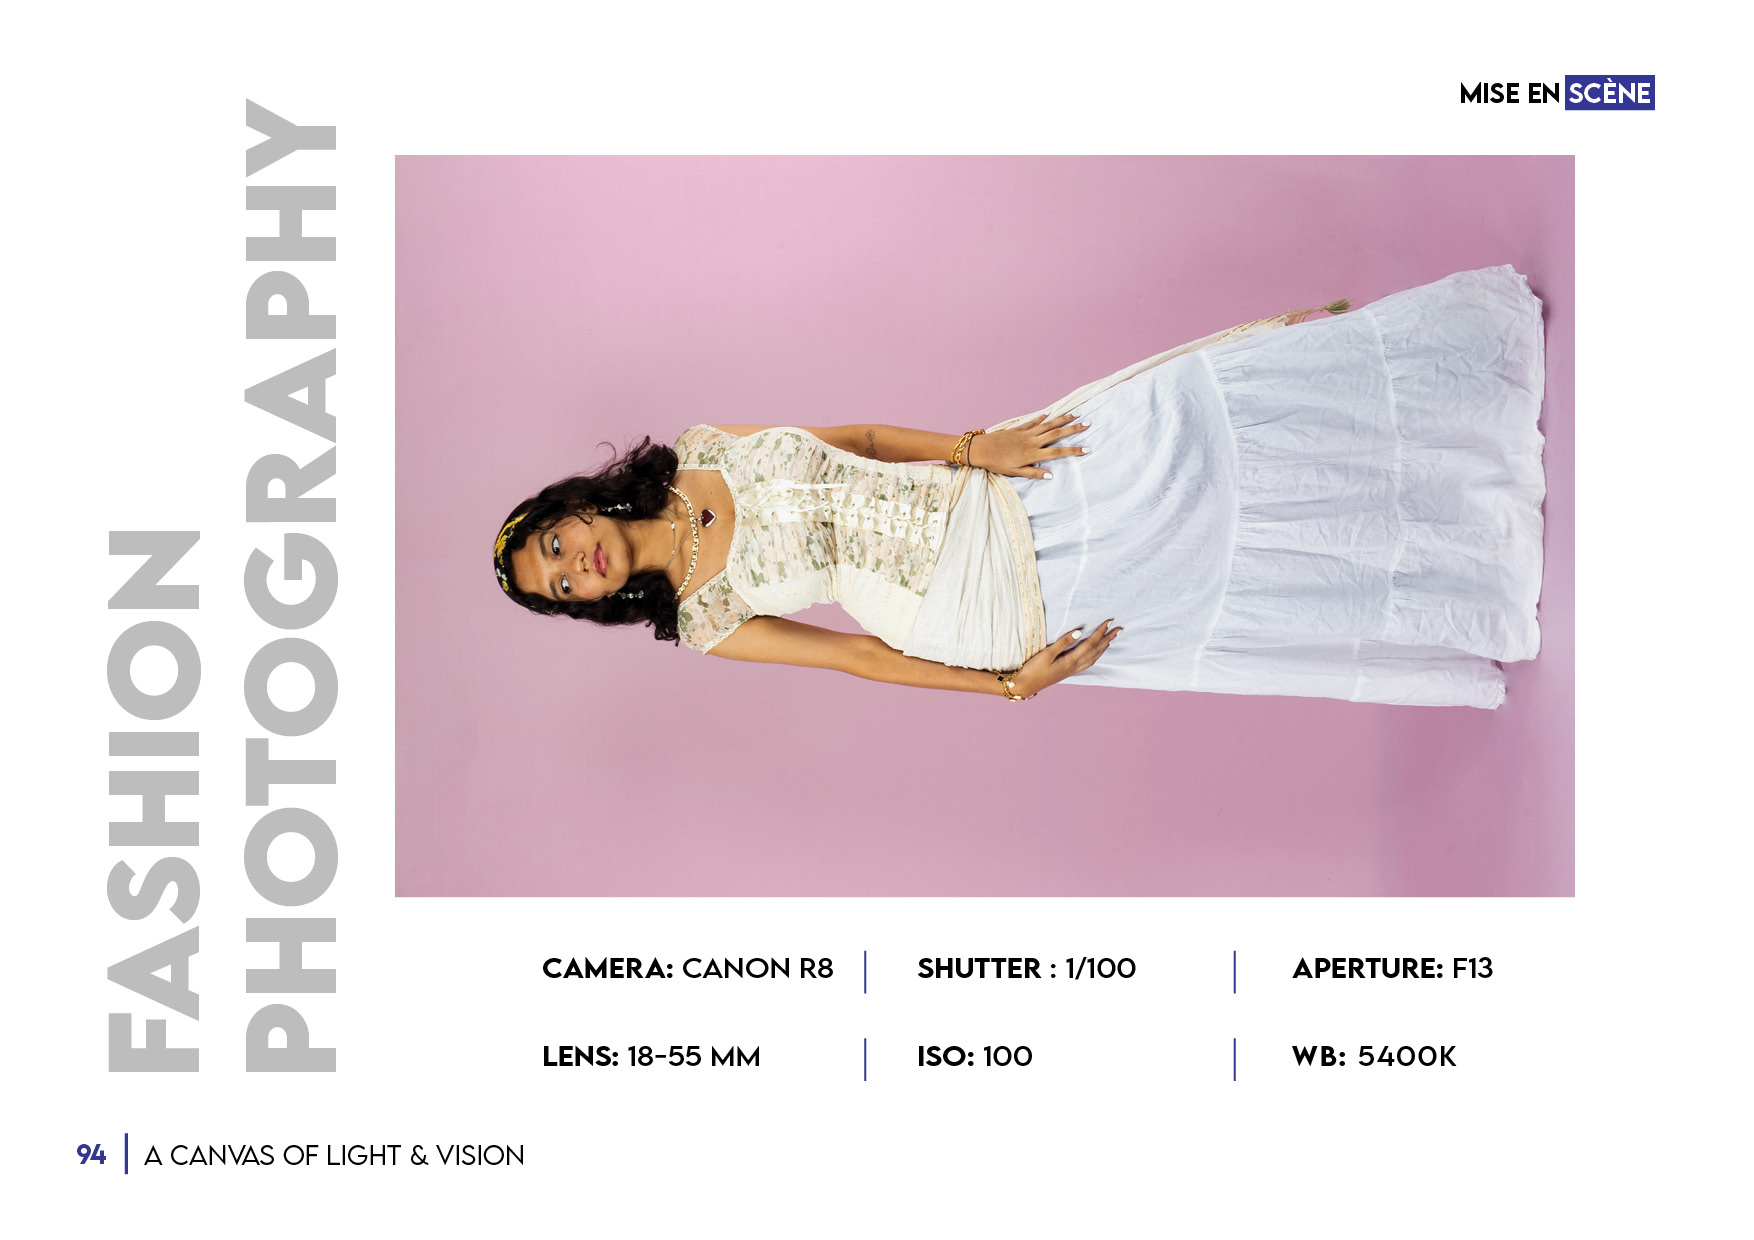 MISE EN SCÈNE
FASHION
PHOTOGRAPHY
CAMERA: CANON R8
SHUTTER : 1/100
APERTURE: F13
LENS: 18-55 MM
ISO: 100
WB: 5400K
94
A CANVAS OF LIGHT & VISION